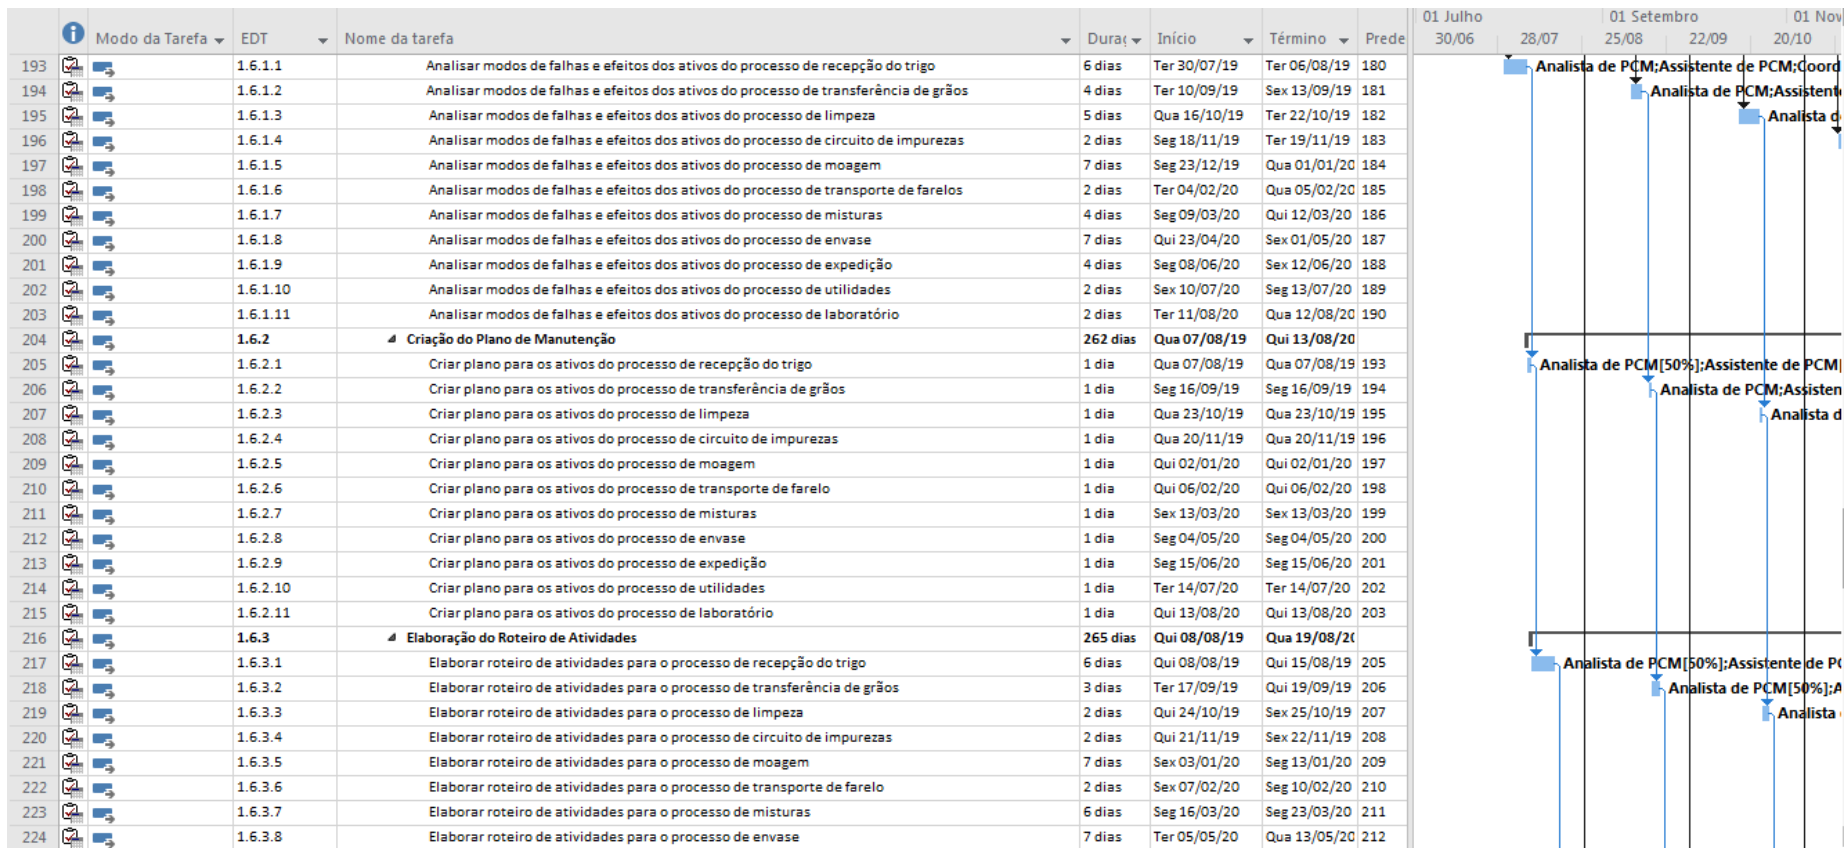 01 Julho 01 Setembro 01 Nov
Modo da Tarefa EDT Nome da tarefa Duraç Início Término Prede 30/06 28/07 25/08 22/09 20/10
193 1.6.1.1 Analisar modos de falhas e efeitos dos ativos do processo de recepção do trigo 6 dias Ter 30/07/19 Ter 06/08/19 180 Analista de PCM;Assistente de PCM;Coord
194 1.6.1.2 Analisar modos de falhas e efeitos dos ativos do processo de transferência de grãos 4 dias Ter 10/09/19 Sex 13/09/19 181 Analista de PCM;Assistent
195 1.6.1.3 Analisar modos de falhas e efeitos dos ativos do processo de limpeza 5 dias Qua 16/10/19 Ter 22/10/19 182 Analista d
196 1.6.1.4 Analisar modos de falhas e efeitos dos ativos do processo de circuito de impurezas 2 dias Seg 18/11/19 Ter 19/11/19 183
197 1.6.1.5 Analisar modos de falhas e efeitos dos ativos do processo de moagem 7 dias Seg 23/12/19 Qua 01/01/20 184
198 1.6.1.6 Analisar modos de falhas e efeitos dos ativos do processo de transporte de farelos 2 dias Ter 04/02/20 Qua 05/02/20 185
199 1.6.1.7 Analisar modos de falhas e efeitos dos ativos do processo de misturas 4 dias Seg 09/03/20 Qui 12/03/20 186
200 1.6.1.8 Analisar modos de falhas e efeitos dos ativos do processo de envase 7 dias Qui 23/04/20 Sex 01/05/20 187
201 1.6.1.9 Analisar modos de falhas e efeitos dos ativos do processo de expedição 4 dias Seg 08/06/20 Sex 12/06/20 188
202 1.6.1.10 Analisar modos de falhas e efeitos dos ativos do processo de utilidades 2 dias Sex 10/07/20 Seg 13/07/20 189
203 1.6.1.11 Analisar modos de falhas e efeitos dos ativos do processo de laboratório 2 dias Ter 11/08/20 Qua 12/08/20 190
204 1.6.2 Criação do Plano de Manutenção 262 dias Qua 07/08/19 Qui 13/08/20
205 1.6.2.1 Criar plano para os ativos do processo de recepção do trigo 1 dia Qua 07/08/19 Qua 07/08/19 193 Analista de PCM[50%];Assistente de PCM[
206 1.6.2.2 Criar plano para os ativos do processo de transferência de grãos 1 dia Seg 16/09/19 Seg 16/09/19 194 Analista de PCM;Assisten
207 1.6.2.3 Criar plano para os ativos do processo de limpeza 1 dia Qua 23/10/19 Qua 23/10/19 195 Analista d
208 1.6.2.4 Criar plano para os ativos do processo de circuito de impurezas 1 dia Qua 20/11/19 Qua 20/11/19 196
209 1.6.2.5 Criar plano para os ativos do processo de moagem 1 dia Qui 02/01/20 Qui 02/01/20 197
210 1.6.2.6 Criar plano para os ativos do processo de transporte de farelo 1 dia Qui 06/02/20 Qui 06/02/20 198
211 1.6.2.7 Criar plano para os ativos do processo de misturas 1 dia Sex 13/03/20 Sex 13/03/20 199
212 1.6.2.8 Criar plano para os ativos do processo de envase 1 dia Seg 04/05/20 Seg 04/05/20 200
213 1.6.2.9 Criar plano para os ativos do processo de expedição 1 dia Seg 15/06/20 Seg 15/06/20 201
214 1.6.2.10 Criar plano para os ativos do processo de utilidades 1 dia Ter 14/07/20 Ter 14/07/20 202
215 1.6.2.11 Criar plano para os ativos do processo de laboratório 1 dia Qui 13/08/20 Qui 13/08/20 203
216 1.6.3 Elaboração do Roteiro de Atividades 265 dias Qui 08/08/19 Qua 19/08/20
217 1.6.3.1 Elaborar roteiro de atividades para o processo de recepção do trigo 6 dias Qui 08/08/19 Qui 15/08/19 205 Analista de PCM[50%];Assistente de PC
218 1.6.3.2 Elaborar roteiro de atividades para o processo de transferência de grãos 3 dias Ter 17/09/19 Qui 19/09/19 206 Analista de PCM[50%];A
219 1.6.3.3 Elaborar roteiro de atividades para o processo de limpeza 2 dias Qui 24/10/19 Sex 25/10/19 207 Analista
220 1.6.3.4 Elaborar roteiro de atividades para o processo de circuito de impurezas 2 dias Qui 21/11/19 Sex 22/11/19 208
221 1.6.3.5 Elaborar roteiro de atividades para o processo de moagem 7 dias Sex 03/01/20 Seg 13/01/20 209
222 1.6.3.6 Elaborar roteiro de atividades para o processo de transporte de farelo 2 dias Sex 07/02/20 Seg 10/02/20 210
223 1.6.3.7 Elaborar roteiro de atividades para o processo de misturas 6 dias Seg 16/03/20 Seg 23/03/20 211
224 1.6.3.8 Elaborar roteiro de atividades para o processo de envase 7 dias Ter 05/05/20 Qua 13/05/20 212